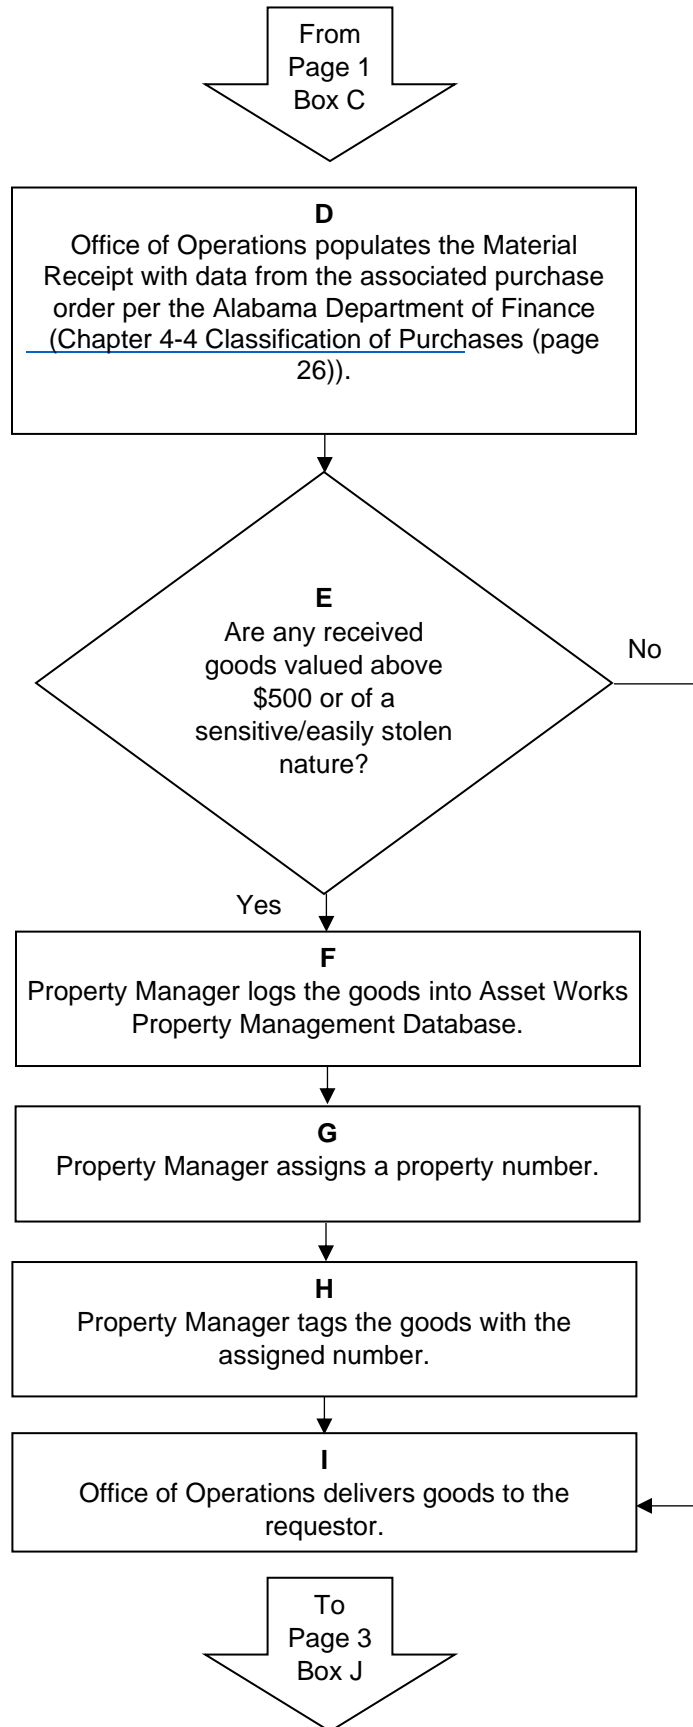 From
Page 1
Box C
D
Office of Operations populates the Material
Receipt with data from the associated purchase
order per the Alabama Department of Finance
(Chapter 4-4 Classification of Purchases (page
26)).
E
Are any received
goods valued above
$500 or of a
sensitive/easily stolen
nature?
No
Yes
F
Property Manager logs the goods into Asset Works
Property Management Database.
G
Property Manager assigns a property number.
H
Property Manager tags the goods with the
assigned number.
I
Office of Operations delivers goods to the
requestor.
To
Page 3
Box J